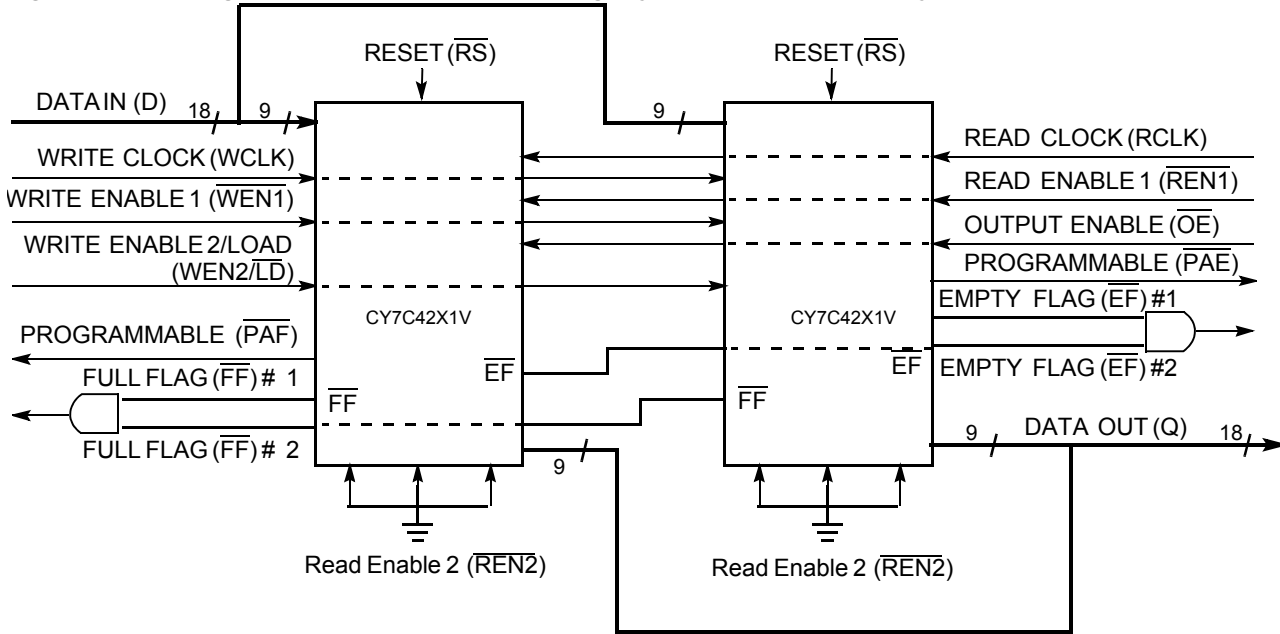 RESET (RS) RESET (RS)
DATA IN (D) 18 9 9
READ CLOCK (RCLK)
WRITE CLOCK (WCLK)
READ ENABLE 1 (REN1)
WRITE ENABLE 1 (WEN1)
OUTPUT ENABLE (OE)
WRITE ENABLE 2/LOAD
(WEN2/LD)
PROGRAMMABLE (PAE)
EMPTY FLAG (EF) #1
CY7C42X1V CY7C42X1V
PROGRAMMABLE (PAF)
EF EF
EMPTY FLAG (EF) #2
FULL FLAG (FF) # 1
FF FF
FULL FLAG (FF) # 2
9 DATA OUT (Q) 18
9
Read Enable 2 (REN2) Read Enable 2 (REN2)